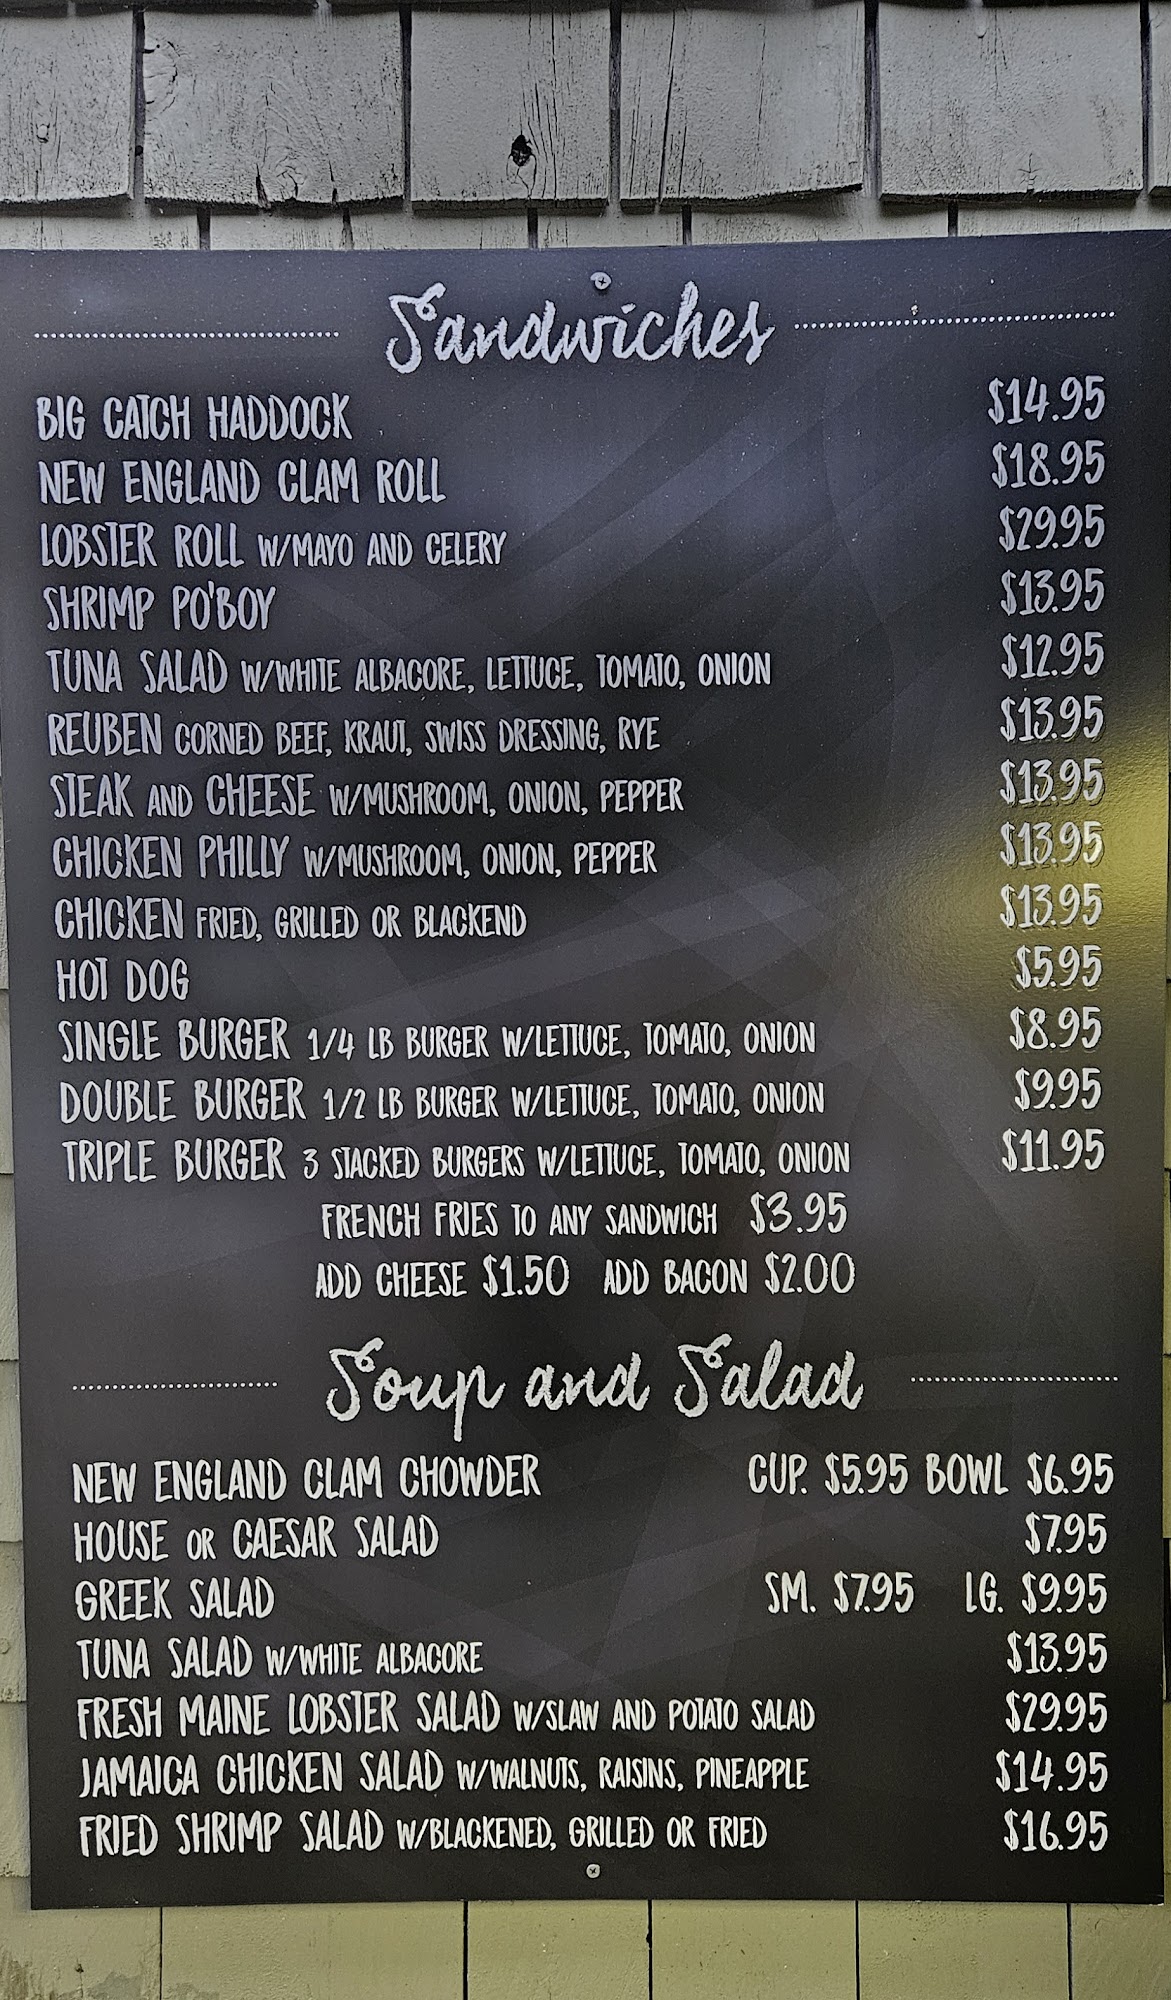 Sandwiches
BIG CATCH HADDOCK $14.95
NEW ENGLAND CLAM ROLL $18.95
LOBSTER ROLL W/MAYO AND CELERY $29.95
SHRIMP PO'BOY $13.95
TUNA SALAD W/WHITE ALBACORE, LETTUCE, TOMATO, ONION $12.95
REUBEN CORNED BEEF, KRAUT, SWISS DRESSING, RYE $13.95
STEAK AND CHEESE W/MUSHROOM, ONION, PEPPER $13.95
CHICKEN PHILLY W/MUSHROOM, ONION, PEPPER $13.95
CHICKEN FRIED, GRILLED OR BLACKEND $13.95
HOT DOG $5.95
SINGLE BURGER 1/4 LB BURGER W/LETTUCE, TOMATO, ONION $8.95
DOUBLE BURGER 1/2 LB BURGER W/LETTUCE, TOMATO, ONION $9.95
TRIPLE BURGER 3 STACKED BURGERS W/LETTUCE, TOMATO, ONION $11.95
FRENCH FRIES TO ANY SANDWICH $3.95
ADD CHEESE $1.50 ADD BACON $2.00
Soup and Salad
NEW ENGLAND CLAM CHOWDER CUP. $5.95 BOWL $6.95
HOUSE OR CAESAR SALAD $7.95
GREEK SALAD SM. $7.95 LG. $9.95
TUNA SALAD W/WHITE ALBACORE $13.95
FRESH MAINE LOBSTER SALAD W/SLAW AND POTATO SALAD $29.95
JAMAICA CHICKEN SALAD W/WALNUTS, RAISINS, PINEAPPLE $14.95
FRIED SHRIMP SALAD W/BLACKENED, GRILLED OR FRIED $16.95